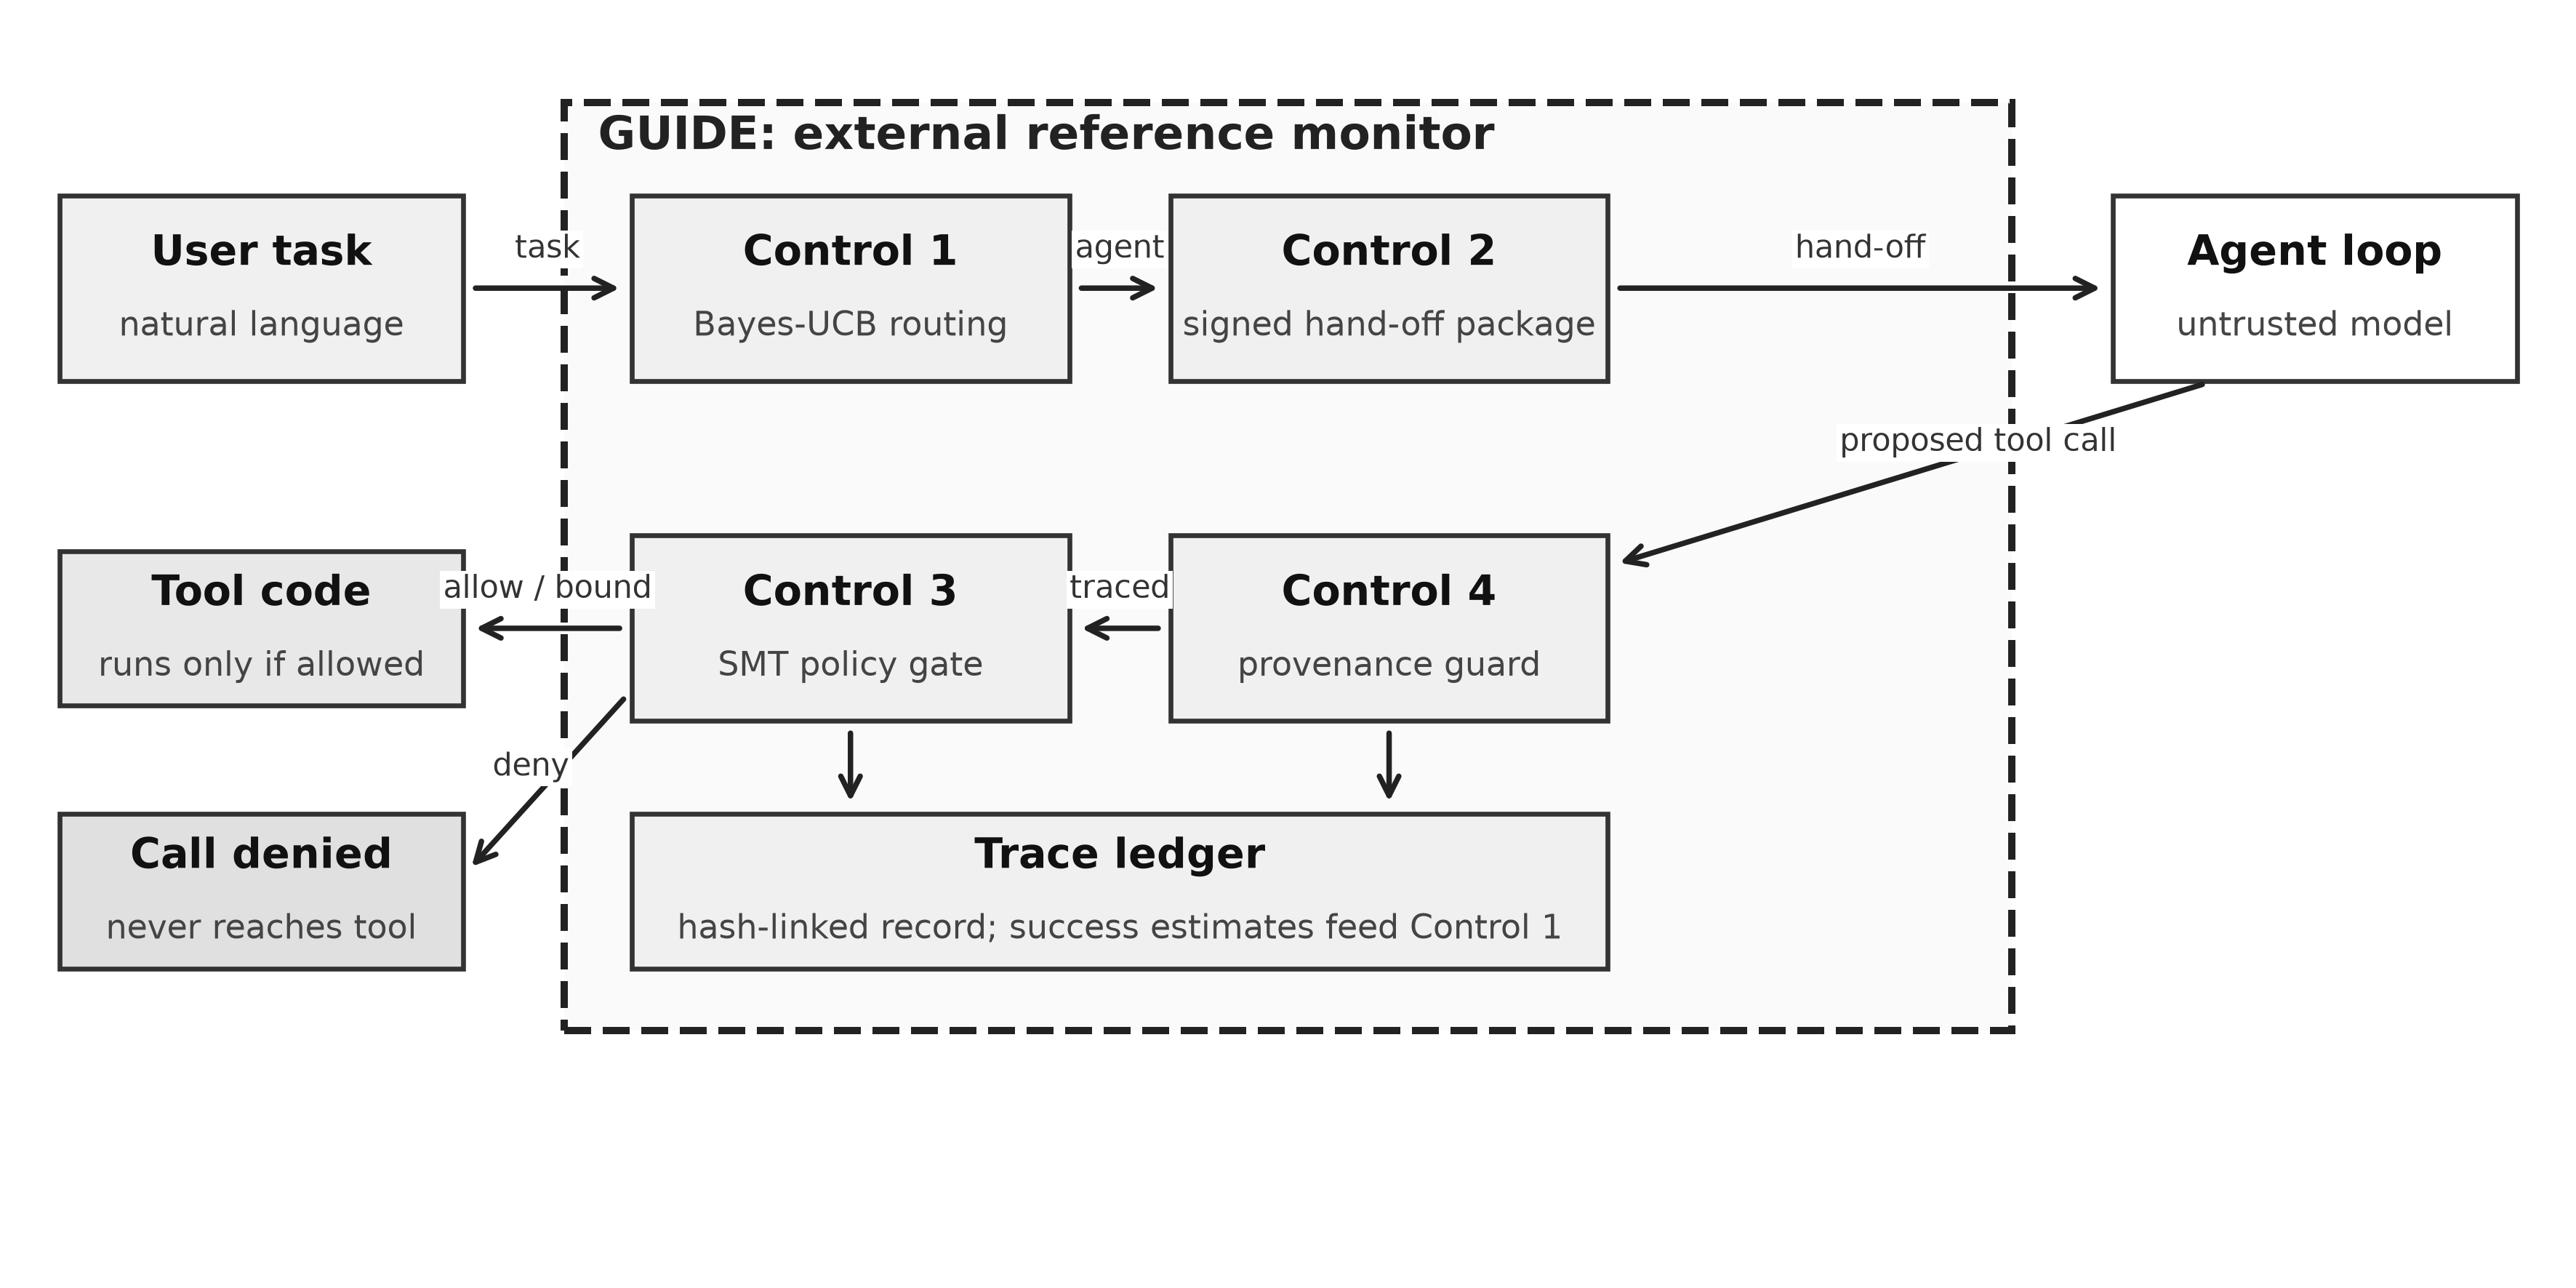 GUIDE: external reference monitor
User task
natural language
task
Control 1
Bayes-UCB routing
agent
Control 2
signed hand-off package
hand-off
Agent loop
untrusted model
proposed tool call
Tool code
runs only if allowed
allow / bound
Control 3
SMT policy gate
traced
Control 4
provenance guard
deny
Call denied
never reaches tool
Trace ledger
hash-linked record; success estimates feed Control 1